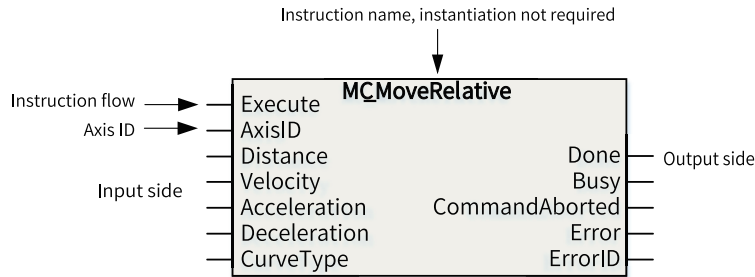 Instruction name, instantiation not required
MC_MoveRelative
Instruction flow
Execute
Axis ID
AxisID
Distance
Done
Output side
Input side
Velocity
Busy
Acceleration
CommandAborted
Deceleration
Error
CurveType
ErrorID